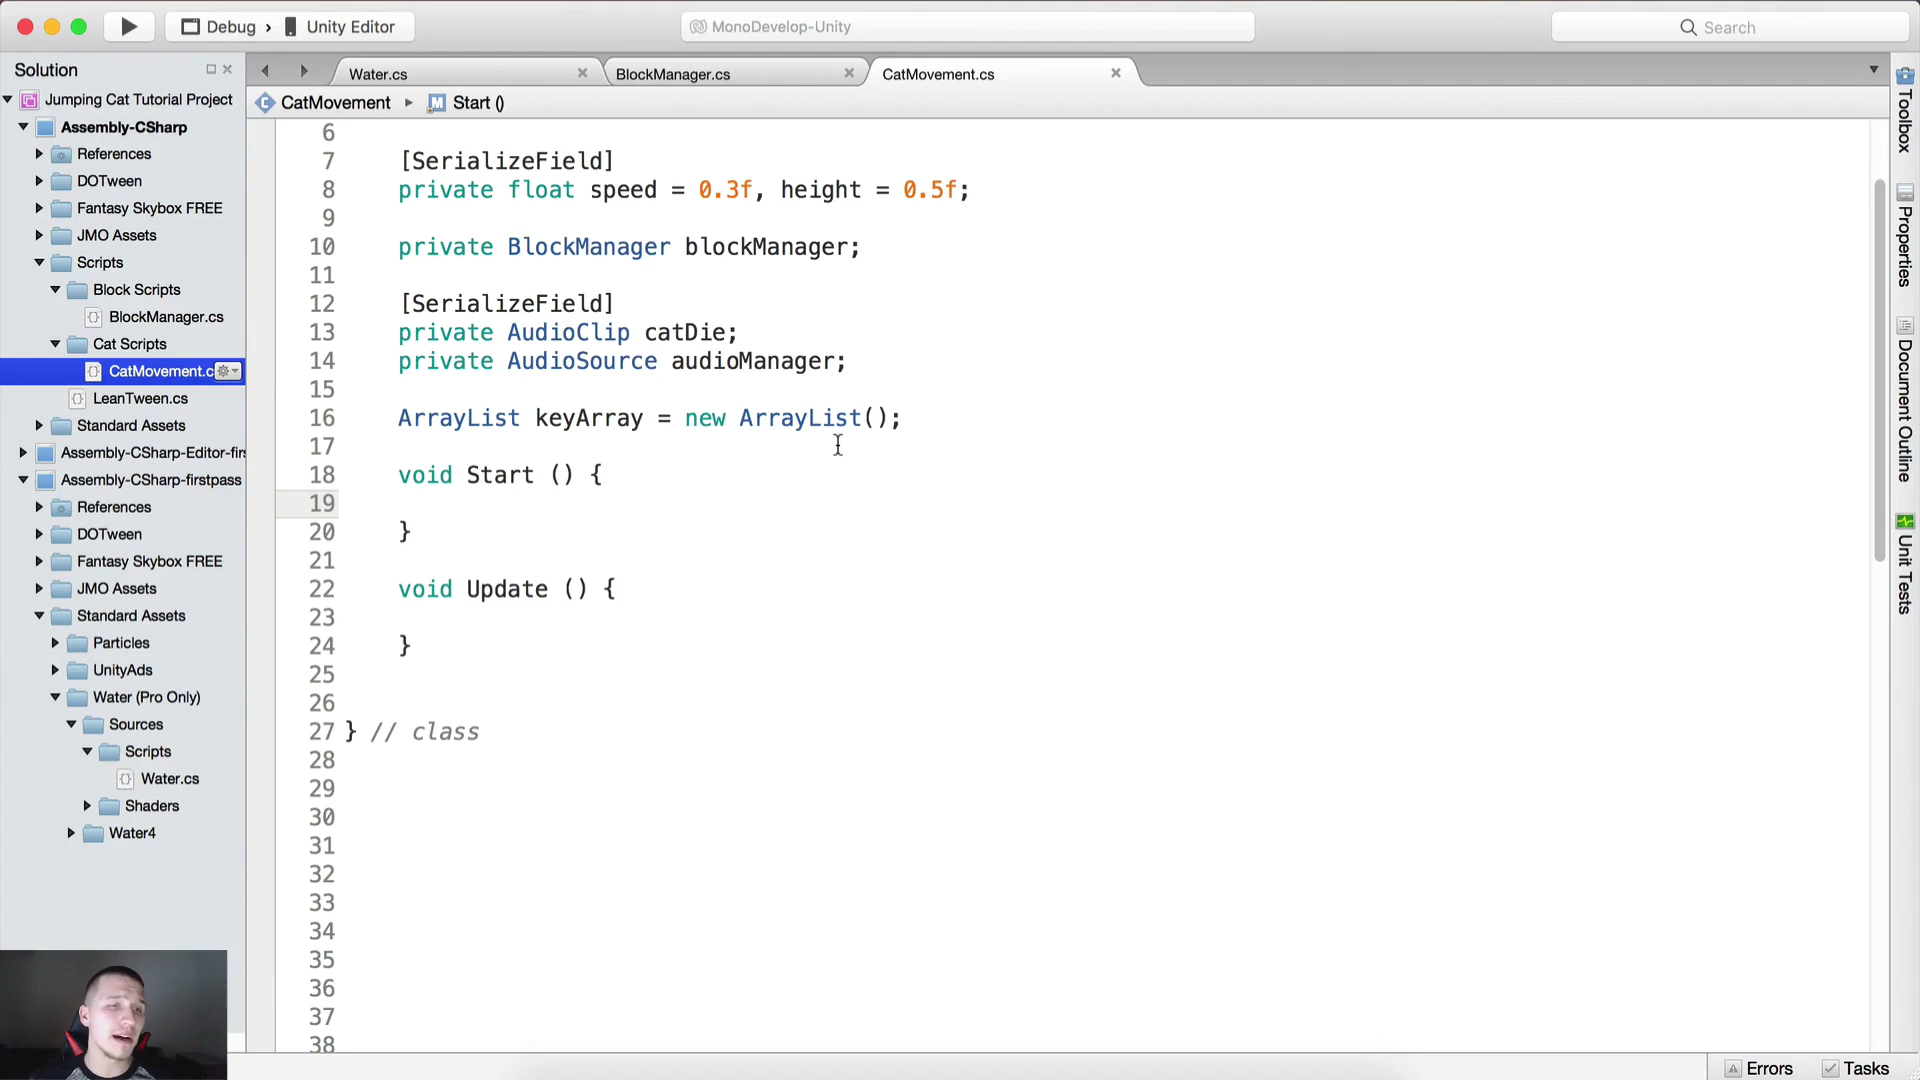 Debug › Unity Editor
MonoDevelop-Unity
Search
Solution
Water.cs
BlockManager.cs
CatMovement.cs
CatMovement ▸ Start ()
Jumping Cat Tutorial Project
Assembly-CSharp
References
DOTween
Fantasy Skybox FREE
JMO Assets
Scripts
Block Scripts
BlockManager.cs
Cat Scripts
CatMovement.c
LeanTween.cs
Standard Assets
Assembly-CSharp-Editor-firs
Assembly-CSharp-firstpass
References
DOTween
Fantasy Skybox FREE
JMO Assets
Standard Assets
Particles
UnityAds
Water (Pro Only)
Sources
Scripts
Water.cs
Shaders
Water4
6
7 [SerializeField]
8 private float speed = 0.3f, height = 0.5f;
9
10 private BlockManager blockManager;
11
12 [SerializeField]
13 private AudioClip catDie;
14 private AudioSource audioManager;
15
16 ArrayList keyArray = new ArrayList();
17
18 void Start () {
19
20 }
21
22 void Update () {
23
24 }
25
26
27 } // class
28
29
30
31
32
33
34
35
36
37
38
Toolbox
Properties
Document Outline
Unit Tests
Errors
Tasks